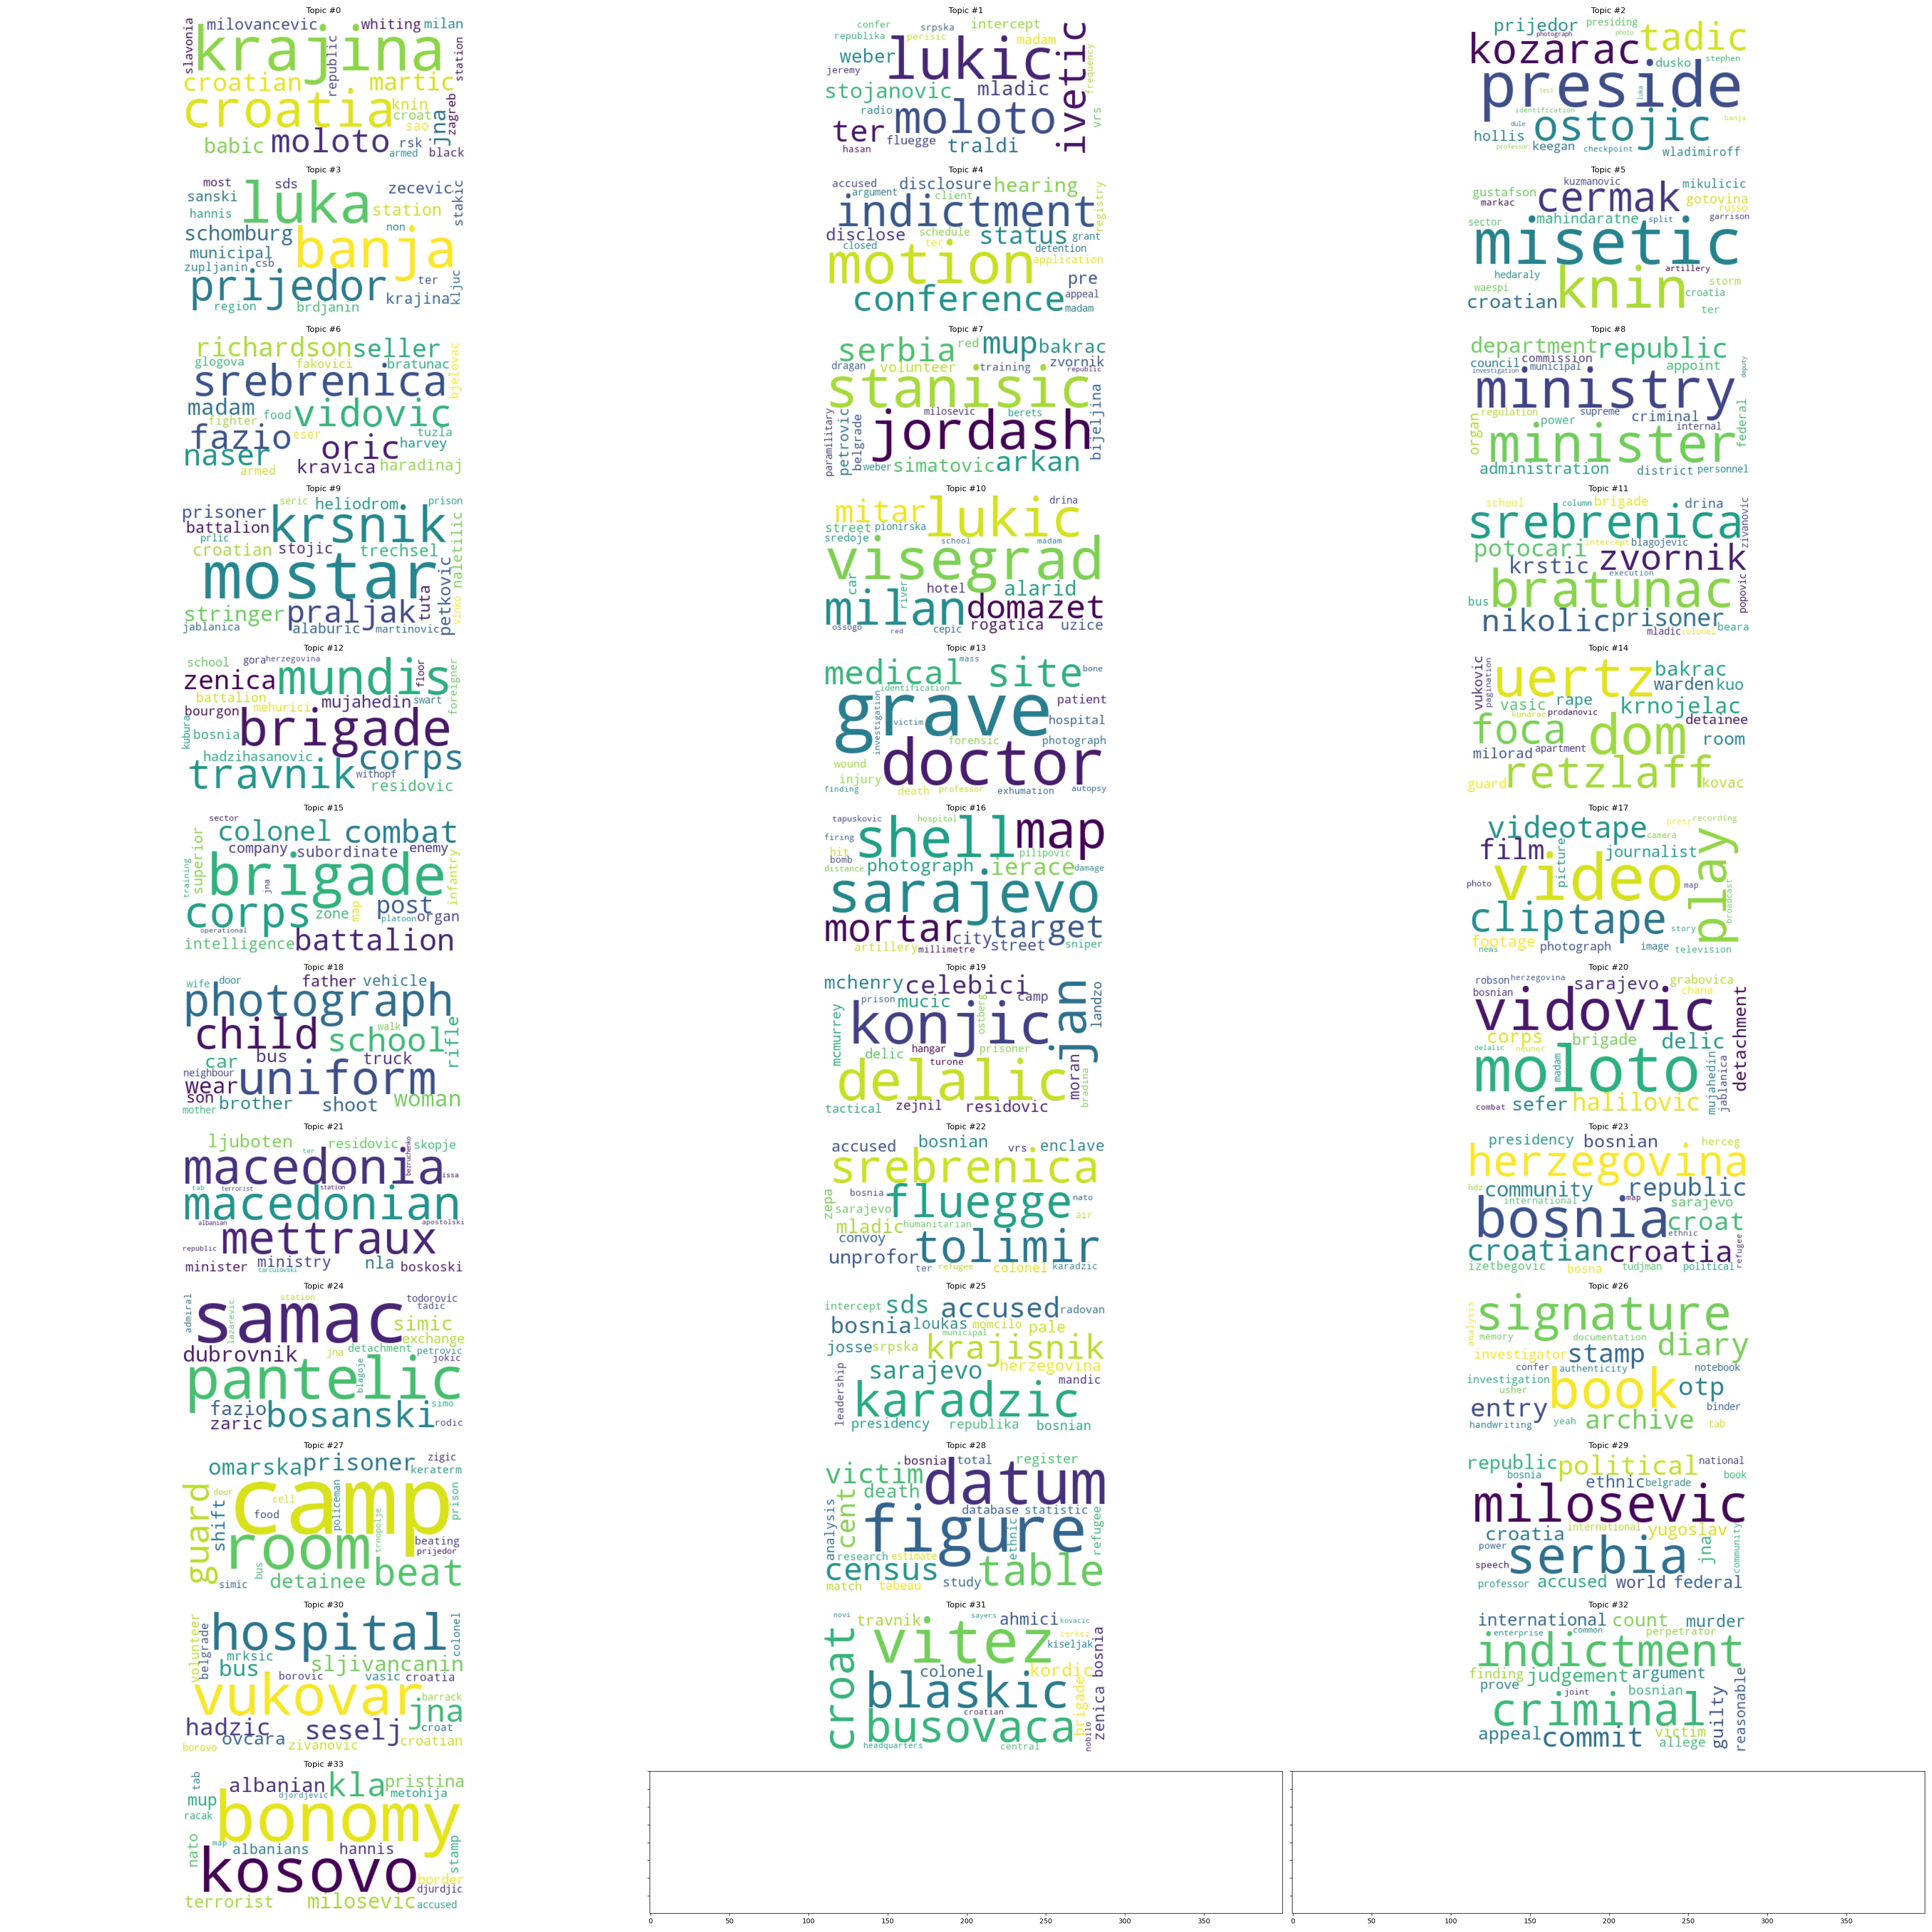 Topic #0
milovancevic whiting milan
slavonia krajina republic station
croatian martic
croatia knin croat sao zagreb
babic moloto rsk jna armed black
Topic #1
confer srpska intercept
republika perisic madam
weber lukic ivetic frequency
jeremy
stojanovic mladic vrs
radio moloto
ter fluegge traldi
hasan
Topic #2
prijedor presiding photo
photograph
kozarac tadic
dusko stephen
preside
test luka
identification banja
dule ostojic
hollis keegan checkpoint wladimiroff
professor
Topic #3
most sds zecevic
sanski luka station stakic
hannis
schomburg non
municipal banja
zupljanin csb
prijedor ter kljuc
krajina
region brdjanin
Topic #4
accused disclosure hearing
argument client registry
indictment
disclose schedule status grant
closed ter detention
motion application
pre
conference appeal
madam
Topic #5
kuzmanovic mikulicic
gustafson cermak gotovina
markac russo
sector mahindaratne split garrison
misetic
hedaraly artillery
waespi knin storm
croatian croatia
ter
Topic #6
richardson seller
glogova fakovici bratunac
srebrenica bjelovac
madam food vidovic
fighter
fazio eser tuzla
naser oric harvey
armed kravica haradinaj
Topic #7
serbia red mup bakrac
dragan volunteer training zvornik
republic
stanisic
milosevic berets
paramilitary petrovic belgrade jordash bijeljina
weber simatovic arkan
Topic #8
department republic
council commission
investigation municipal appoint deputy
ministry
regulation supreme criminal
organ power internal federal
minister
administration district personnel
Topic #9
seric heliodrom prison
prisoner krsnik
battalion
prlic
croatian stojic trechsel naletilic
mostar
stringer praljak tuta petkovic vinko
jablanica alaburic martinovic
Topic #10
mitar lukic drina
street pionirska
sredoje school madam
visegrad
car river hotel alarid
milan domazet
rogatica uzice
ossogo red cepic
Topic #11
school column brigade drina
srebrenica zivanovic
potocari intercept blagojevic
krstic zvornik
execution
bus bratunac popovic
nikolic prisoner
mladic colonel beara
Topic #12
school gora herzegovina
zenica mundis floor foreigner
battalion mehurici mujahedin swart
bourgon
kubura bosnia brigade
hadzihasanovic corps
travnik withopf
residovic
Topic #13
medical mass site bone
identification
investigation grave patient
victim hospital
forensic photograph
wound doctor
injury
finding death professor exhumation autopsy
Topic #14
vukovic pagination uertz bakrac
warden kuo
vasic rape krnojelac
kunarac prodanovic
foca dom detainee
milorad apartment room
guard retzlaff kovac
Topic #15
sector
colonel combat
superior company subordinate enemy
training brigade infantry
jna
corps zone map post
platoon organ
operational
intelligence battalion
Topic #16
tapuskovic hospital
firing shell map
hit
bomb pilipovic
distance photograph ierace damage
sarajevo
mortar city target
street
artillery millimetre sniper
Topic #17
videotape press recording
camera
film picture journalist play
photo video map
broadcast
clip tape
footage story
news photograph image television
Topic #18
wife door father vehicle
photograph
child walk school rifle
car bus truck
neighbour
wear uniform
son
mother brother shoot woman
Topic #19
mchenry celebici jan landzo
prison mucic ostberg camp
mcmurrey konjic
delic hangar prisoner
turone
delalic moran bradina
tactical zejnil residovic
Topic #20
robson herzegovina sarajevo grabovica
bosnian chana
vidovic detachment
corps brigade delic
delalic neuner
moloto madam mujahedin jablanica
combat sefer halilovic
Topic #21
ljuboten residovic skopje
ter bezruchenko
macedonia issa
tab terrorist station
macedonian
albanian apostolski
republic mettraux
minister ministry nla boskoski
tarculovski
Topic #22
accused bosnian vrs enclave
srebrenica
bosnia
zepa sarajevo fluegge nato
air
mladic humanitarian
convoy
unprofor tolimir
ter refugee colonel karadzic
Topic #23
presidency bosnian herceg
herzegovina
hdz community map republic
international sarajevo
bosnia croat
ethnic
croatian croatia refugee
izetbegovic bosna tudjman political
Topic #24
admiral station todorovic
lazarevic tadic
samac simic
exchange
dubrovnik jna detachment petrovic
jokic
pantelic blagoje
fazio simo
zaric bosanski rodic
Topic #25
intercept sds accused radovan
bosnia loukas momcilo pale
municipal
josse srpska krajisnik
sarajevo herzegovina
leadership mandic
karadzic
presidency republika bosnian
Topic #26
analysis signature
memory documentation diary
investigator stamp
confer authenticity notebook
investigation usher book otp
entry binder
handwriting yeah archive tab
Topic #27
omarska prisoner zigic
keraterm
guard door cell camp prison
shift food policeman
room trnopolje beating
prijedor
simic bus detainee beat
Topic #28
bosnia total register
victim datum
death
analysis cent database statistic
figure ethnic refugee
research estimate
census table
match tabeau study
Topic #29
republic political national
bosnia ethnic belgrade book
milosevic
croatia international yugoslav
power serbia jna community
speech
professor accused world federal
Topic #30
volunteer belgrade hospital colonel
mrksic
bus sljivancanin
borovic vasic croatia
vukovar barrack
hadzic seselj jna croat
ovcara
borovo zivanovic croatian
Topic #31
novi travnik sayers ahmici kovacic
cerkez
croat vitez kiseljak
colonel kordic
blaskic brigade zenica bosnia
croatian
busovaca nobilo
headquarters central
Topic #32
international count murder
enterprise common perpetrator
indictment
finding judgement argument
prove joint bosnian
criminal guilty reasonable
appeal commit victim
allege
Topic #33
tab albanian kla pristina
mup djordjevic metohija
racak bonomy
nato map albanians hannis stamp
kosovo border
djurdjic
terrorist milosevic accused
0 50 100 150 200 250 300 350
0 50 100 150 200 250 300 350